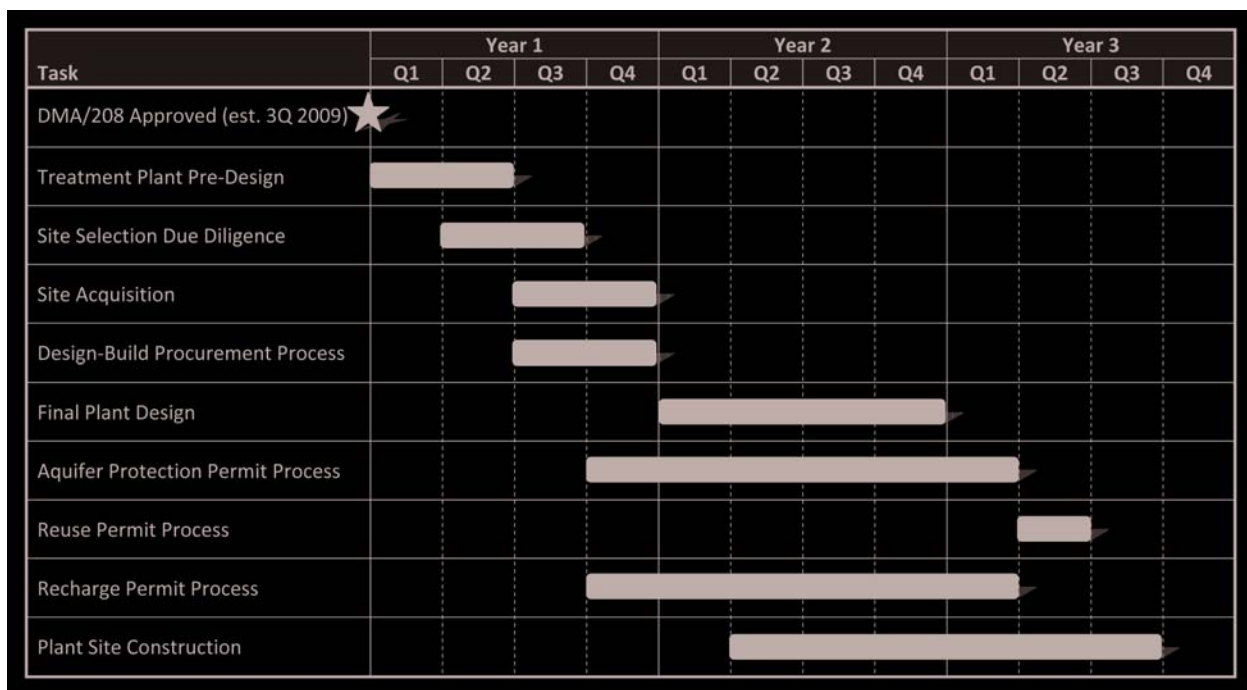 Year 1 Year 2 Year 3
Task Q1 Q2 Q3 Q4 Q1 Q2 Q3 Q4 Q1 Q2 Q3 Q4
DMA/208 Approved (est. 3Q 2009)
Treatment Plant Pre-Design
Site Selection Due Diligence
Site Acquisition
Design-Build Procurement Process
Final Plant Design
Aquifer Protection Permit Process
Reuse Permit Process
Recharge Permit Process
Plant Site Construction